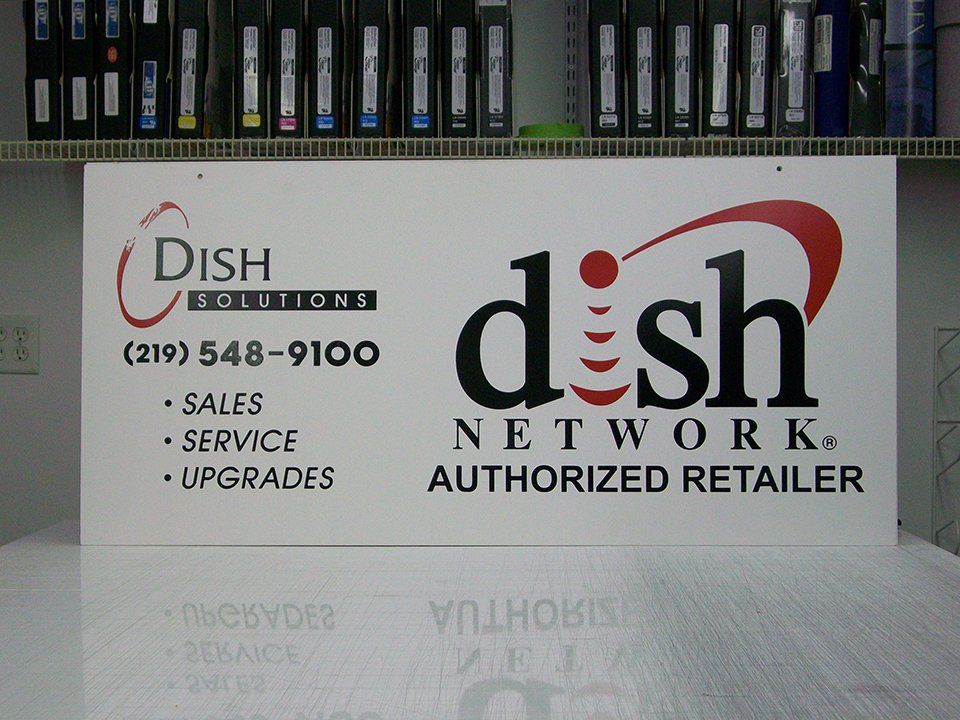 DISH
SOLUTIONS
(219) 548-9100
• SALES
• SERVICE
• UPGRADES
dish
NETWORK®
AUTHORIZED RETAILER